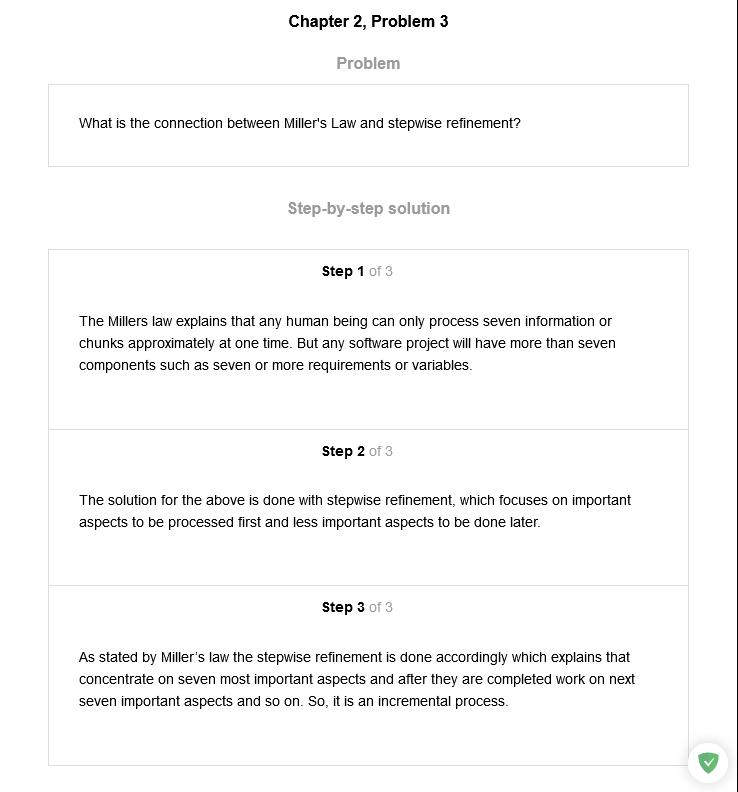 Chapter 2, Problem 3
Problem
What is the connection between Miller's Law and stepwise refinement?
Step-by-step solution
Step 1 of 3
The Millers law explains that any human being can only process seven information or
chunks approximately at one time. But any software project will have more than seven
components such as seven or more requirements or variables.
Step 2 of 3
The solution for the above is done with stepwise refinement, which focuses on important
aspects to be processed first and less important aspects to be done later.
Step 3 of 3
As stated by Miller’s law the stepwise refinement is done accordingly which explains that
concentrate on seven most important aspects and after they are completed work on next
seven important aspects and so on. So, it is an incremental process.